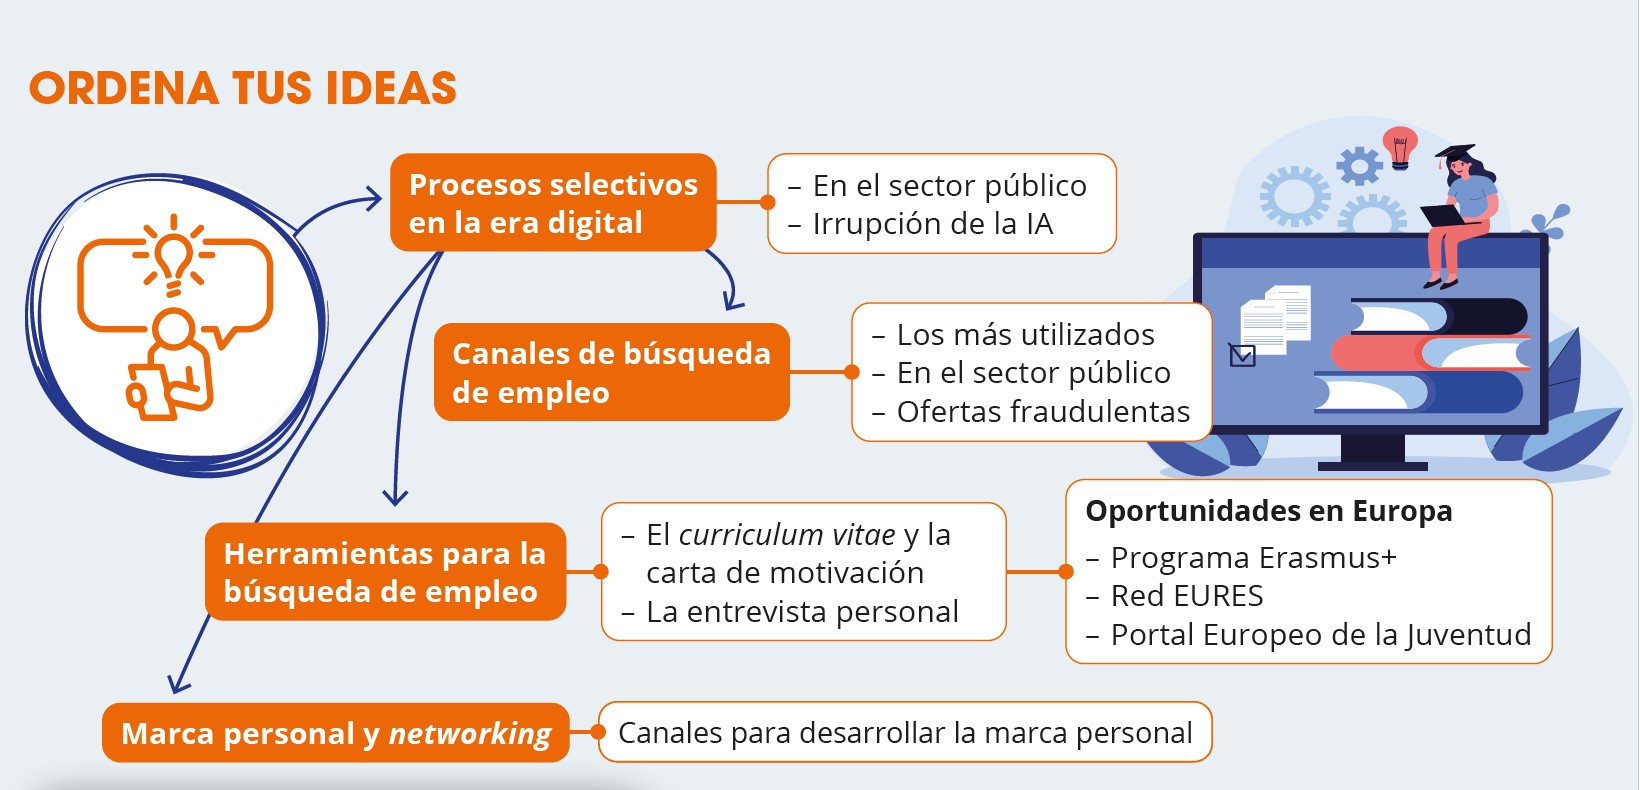 ORDENA TUS IDEAS
Procesos selectivos
en la era digital
– En el sector público
– Irrupción de la IA
Canales de búsqueda
de empleo
– Los más utilizados
– En el sector público
– Ofertas fraudulentas
Herramientas para la
búsqueda de empleo
– El curriculum vitae y la
carta de motivación
– La entrevista personal
Oportunidades en Europa
– Programa Erasmus+
– Red EURES
– Portal Europeo de la Juventud
Marca personal y networking
Canales para desarrollar la marca personal